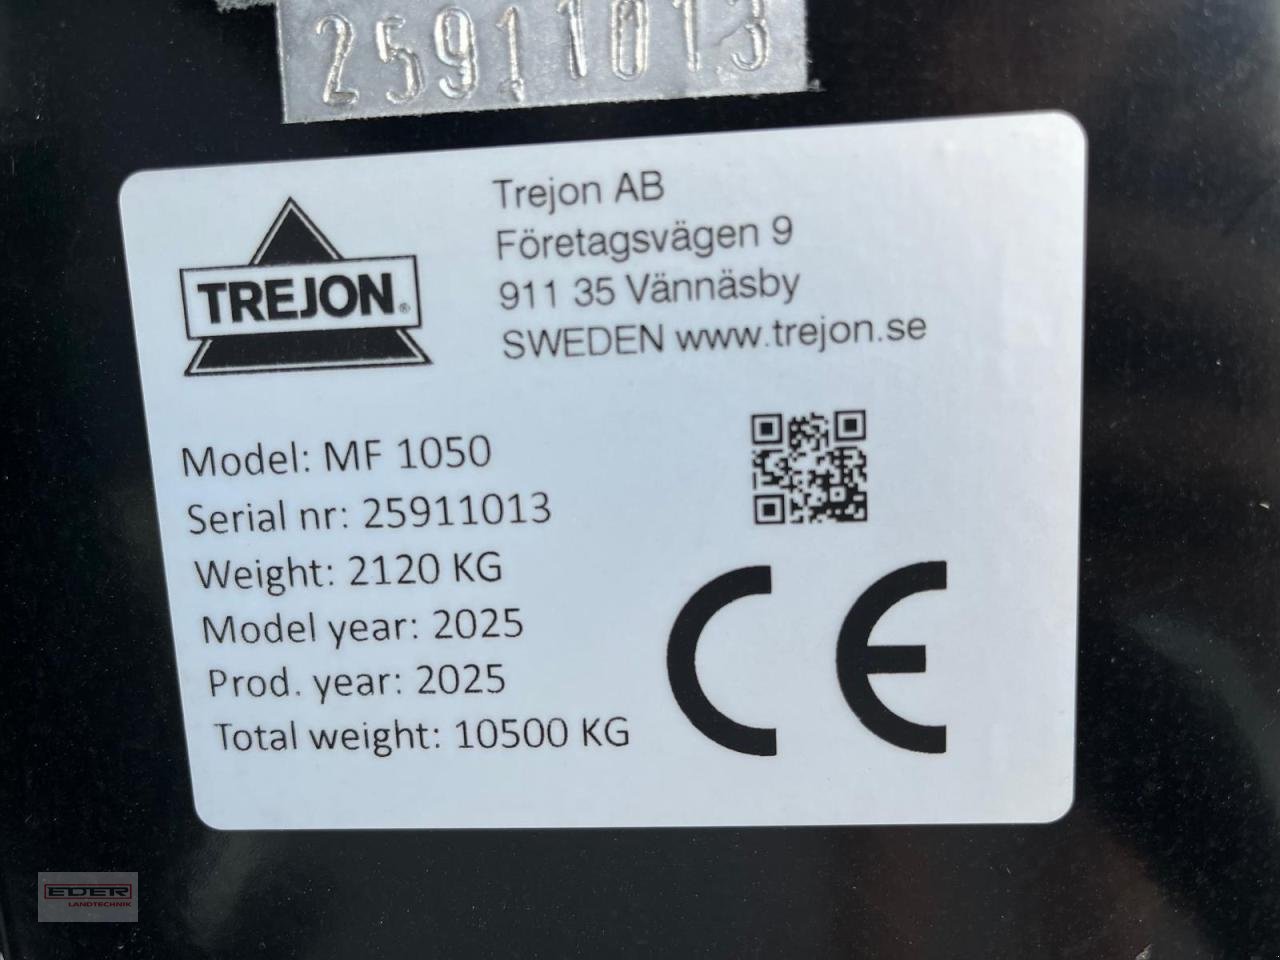 25911013
TREJON®
Trejon AB
Företagsvägen 9
911 35 Vännäsby
SWEDEN www.trejon.se
Model: MF 1050
Serial nr: 25911013
Weight: 2120 KG
Model year: 2025
Prod. year: 2025
Total weight: 10500 KG
CE
EDER
LANDTECHNIK